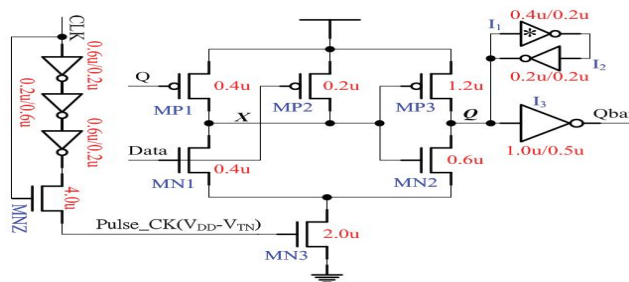 CLK
0.6u/0.2u
0.2u/0.6u
0.6u/0.2u
4.0u
MNZ
Q
MP1
0.4u
MP2
0.2u
MP3
1.2u
X
Q
Data
MN1
0.4u
MN2
0.6u
Pulse_CK(VDD-VTN)
MN3
2.0u
0.4u/0.2u
I1
*
I2
0.2u/0.2u
I3
Qbar
1.0u/0.5u